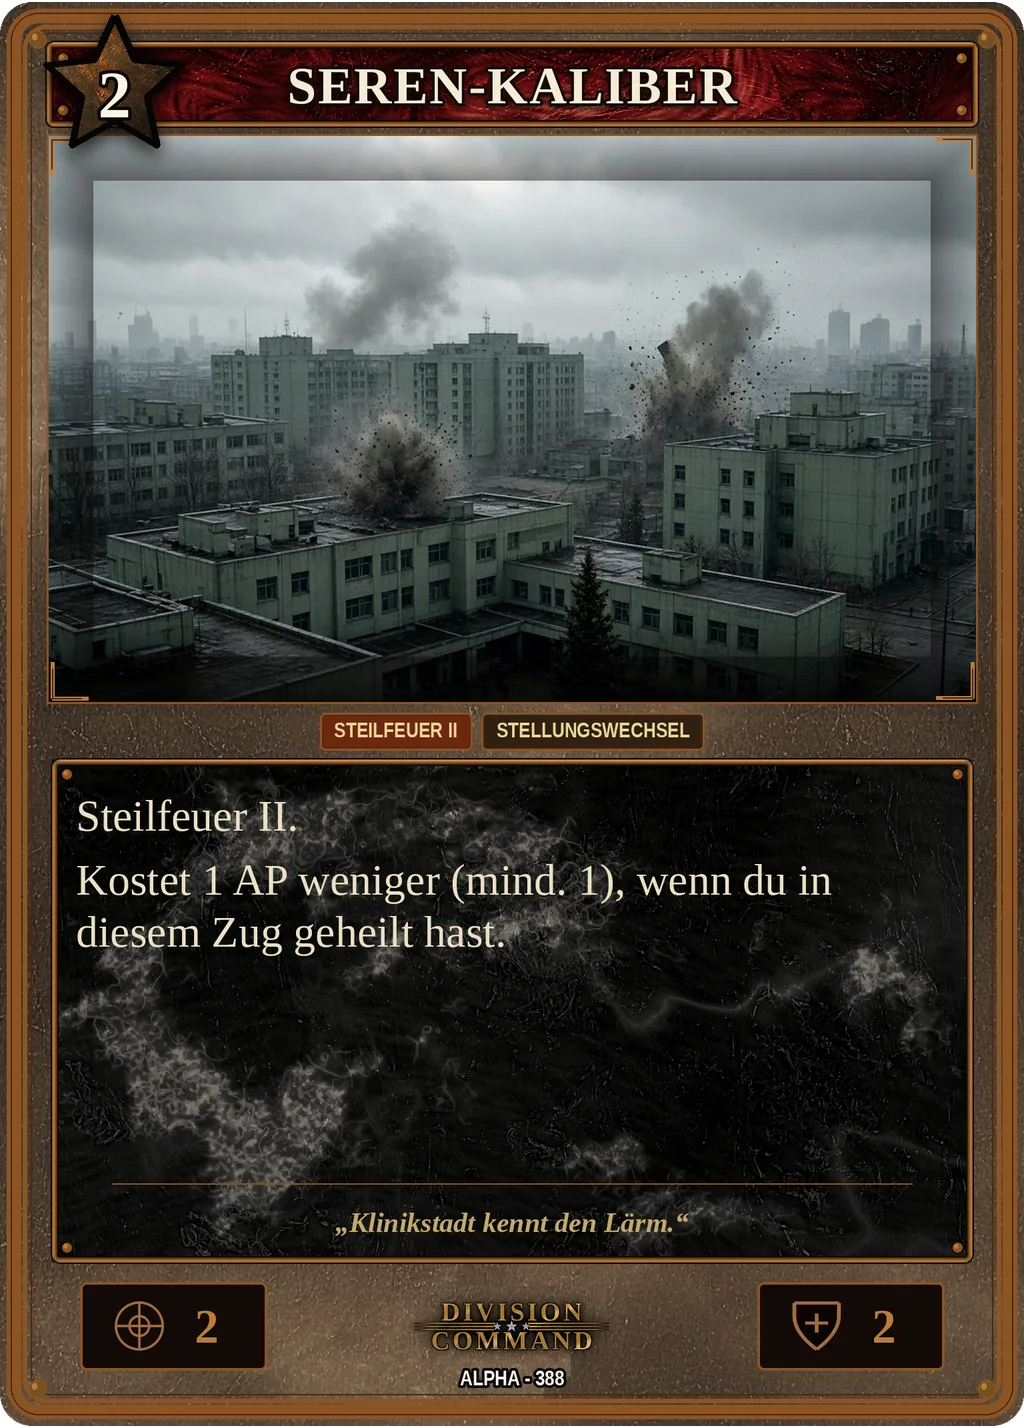 2
SEREN-KALIBER
STEILFEUER II
STELLUNGSWECHSEL
Steilfeuer II.
Kostet 1 AP weniger (mind. 1), wenn du in
diesem Zug geheilt hast.
„Klinikstadt kennt den Lärm.“
2
DIVISION
COMMAND
2
ALPHA - 388